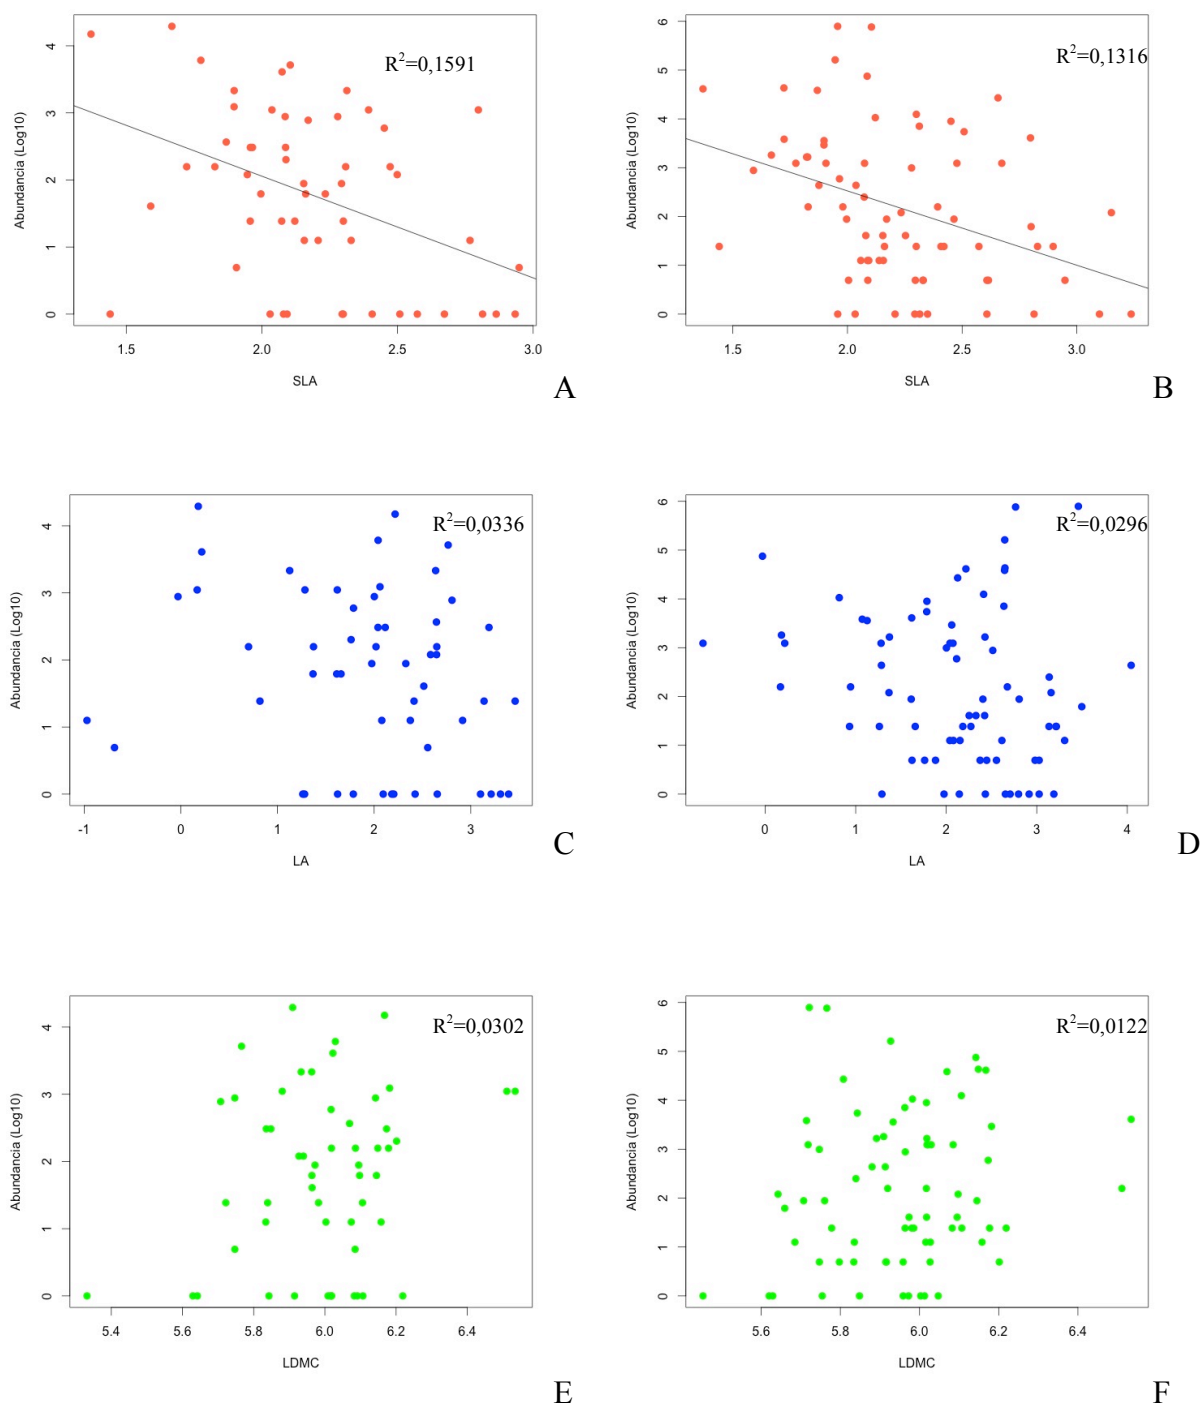 R²=0,1591
Abundancia (Log10)
4
3
2
1
0
1.5 2.0 2.5 3.0
SLA
A
R²=0,1316
Abundancia (Log10)
6
5
4
3
2
1
0
1.5 2.0 2.5 3.0
SLA
B
R²=0,0336
Abundancia (Log10)
4
3
2
1
0
-1 0 1 2 3
LA
C
R²=0,0296
Abundancia (Log10)
6
5
4
3
2
1
0
0 1 2 3 4
LA
D
R²=0,0302
Abundancia (Log10)
4
3
2
1
0
5.4 5.6 5.8 6.0 6.2 6.4
LDMC
E
R²=0,0122
Abundancia (Log10)
6
5
4
3
2
1
0
5.6 5.8 6.0 6.2 6.4
LDMC
F